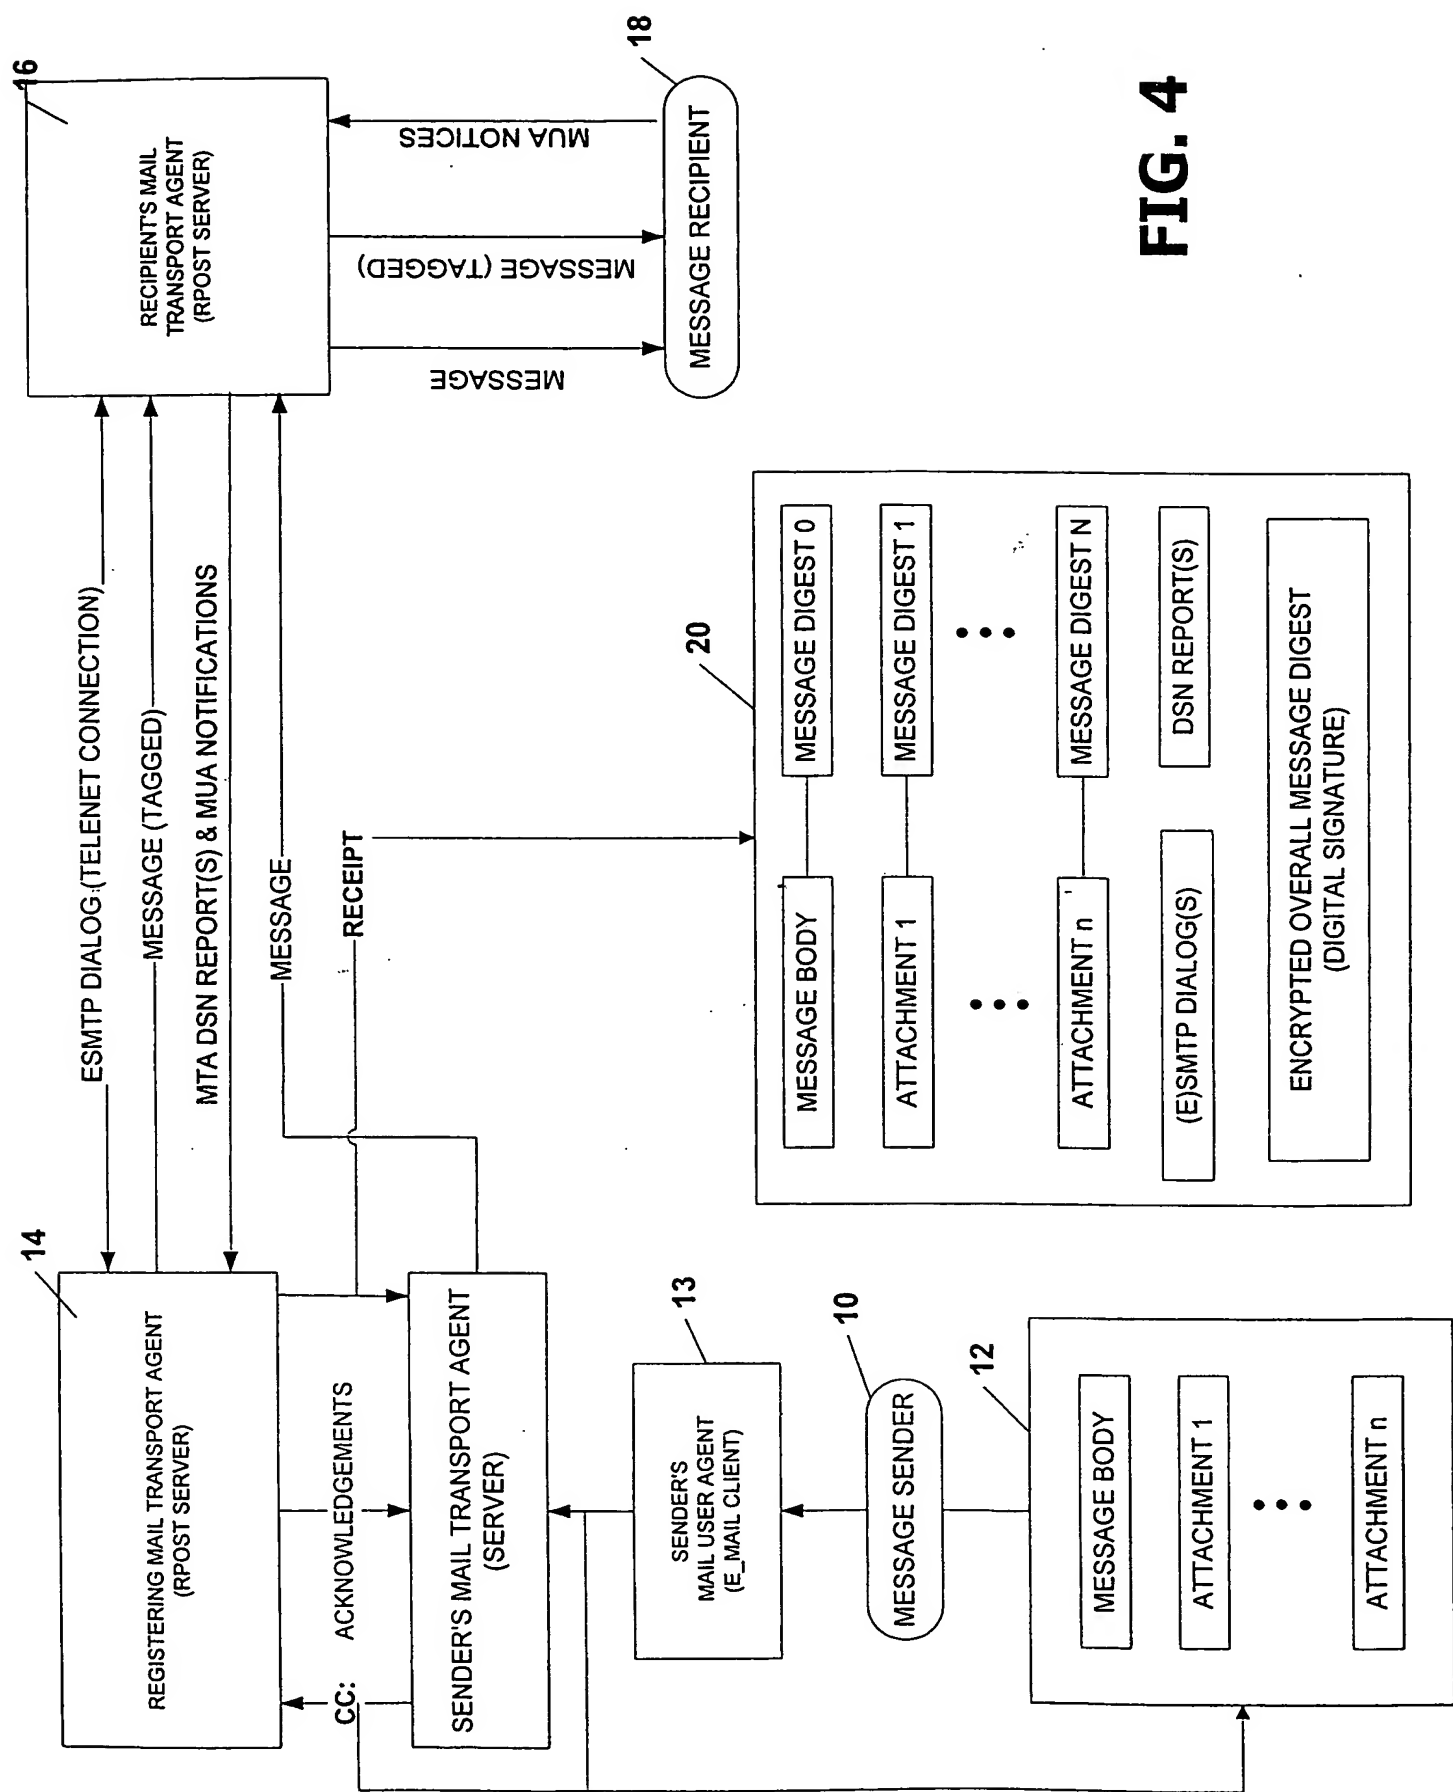 14
REGISTERING MAIL TRANSPORT AGENT
(RPOST SERVER)
ESMTP DIALOG (TELENET CONNECTION)
MESSAGE (TAGGED)
MTA DSN REPORT(S) & MUA NOTIFICATIONS
MESSAGE
RECEIPT
16
RECIPIENT'S MAIL
TRANSPORT AGENT
(RPOST SERVER)
CC:
ACKNOWLEDGEMENTS
SENDER'S MAIL TRANSPORT AGENT
(SERVER)
MESSAGE
MESSAGE (TAGGED)
MUA NOTICES
18
MESSAGE RECIPIENT
13
SENDER'S
MAIL USER AGENT
(E_MAIL CLIENT)
10
MESSAGE SENDER
12
MESSAGE BODY
ATTACHMENT 1
ATTACHMENT n
20
MESSAGE BODY
MESSAGE DIGEST 0
ATTACHMENT 1
MESSAGE DIGEST 1
ATTACHMENT n
MESSAGE DIGEST N
(E)SMTP DIALOG(S)
DSN REPORT(S)
ENCRYPTED OVERALL MESSAGE DIGEST
(DIGITAL SIGNATURE)
FIG. 4